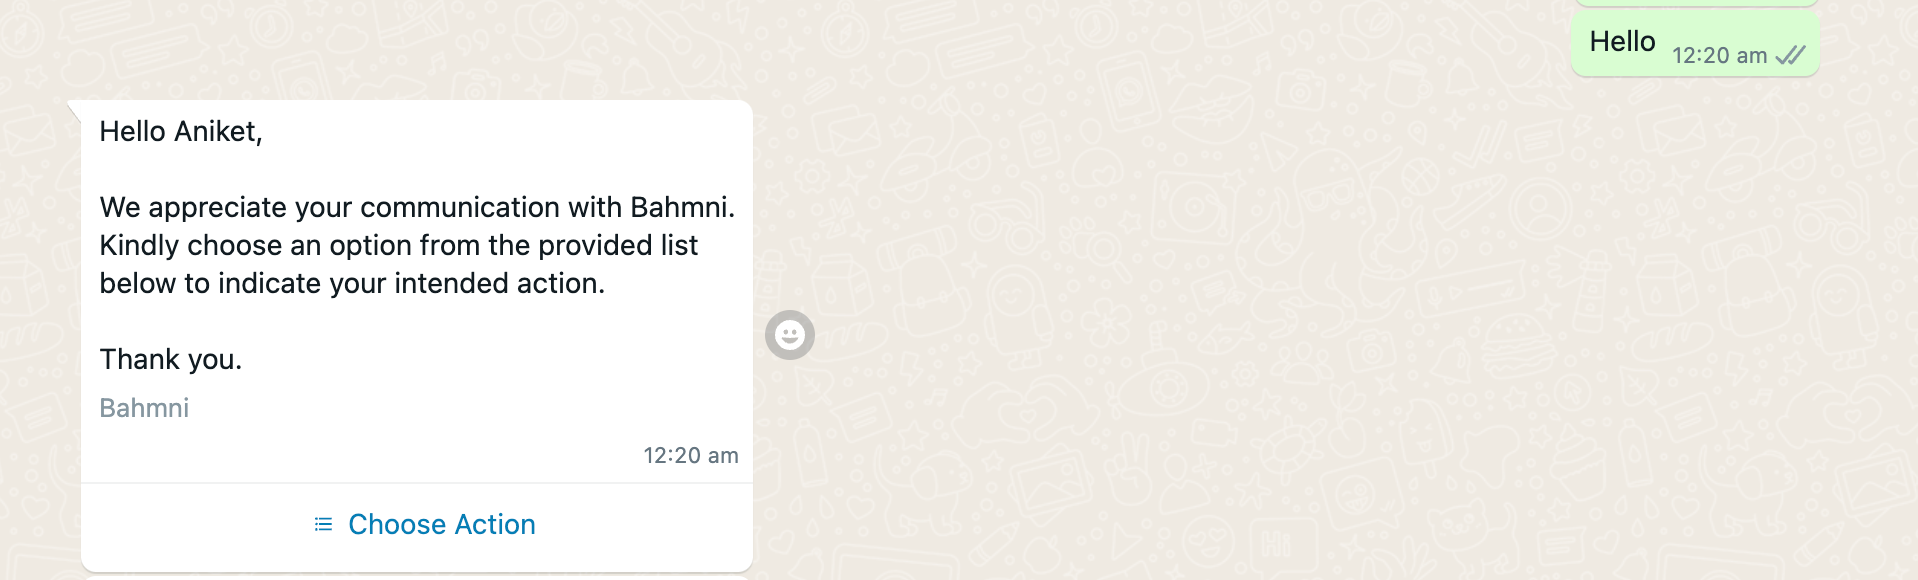 Hello
12:20 am
Hello Aniket,
We appreciate your communication with Bahmni.
Kindly choose an option from the provided list
below to indicate your intended action.
Thank you.
Bahmni
12:20 am
Choose Action